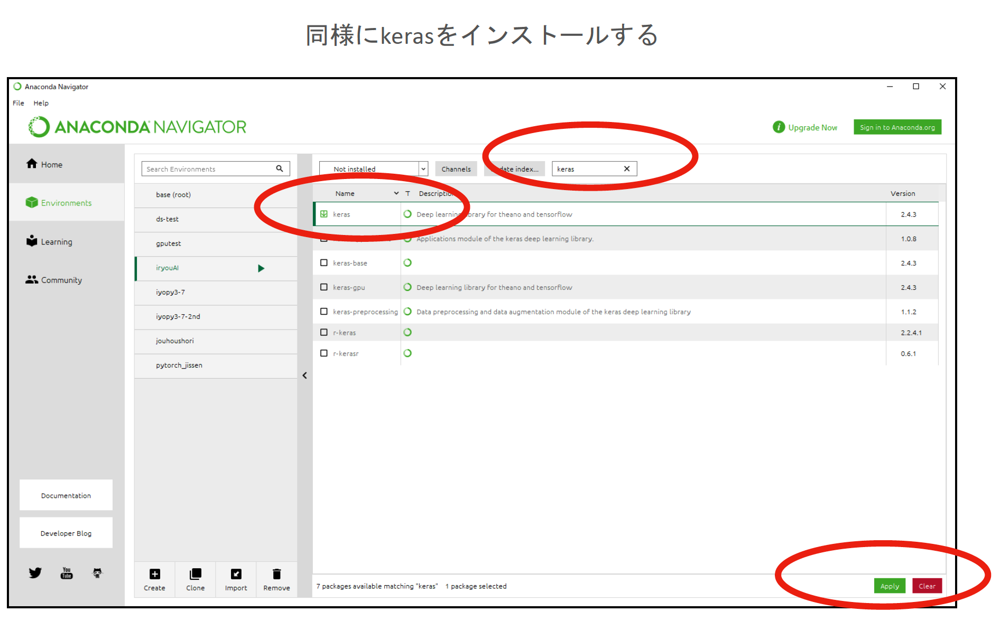 同様にkerasをインストールする
Anaconda Navigator
File Help
ANACONDA NAVIGATOR
Upgrade Now
Sign in to Anaconda.org
Home
Environments
Learning
Community
Documentation
Developer Blog
You
Tube
Search Environments
base (root)
ds-test
gputest
iryouAI
iyopy3-7
iyopy3-7-2nd
jouhoushori
pytorch_jissen
Create Clone Import Remove
Not installed Channels date index... keras
Name T Description Version
keras Deep learning library for theano and tensorflow 2.4.3
Applications module of the keras deep learning library. 1.0.8
keras-base 2.4.3
keras-gpu Deep learning library for theano and tensorflow 2.4.3
keras-preprocessing Data preprocessing and data augmentation module of the keras deep learning library 1.1.2
r-keras 2.2.4.1
r-kerasr 0.6.1
7 packages available matching "keras" 1 package selected
Apply Clear